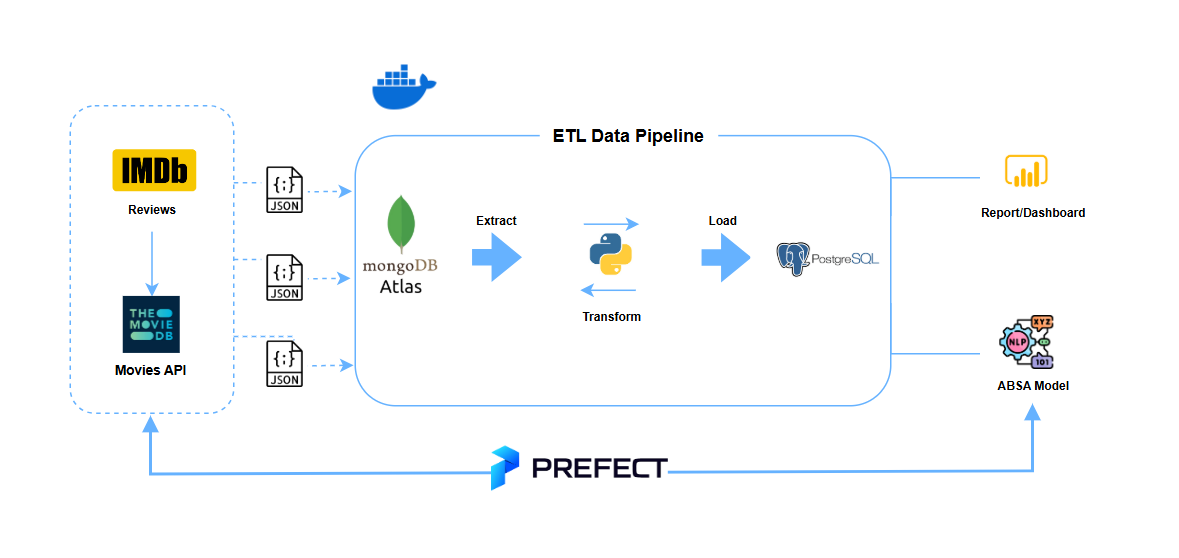 ETL Data Pipeline
IMDb
Reviews
THE
MOVIE
DB
Movies API
{;}
JSON
{;}
JSON
{;}
JSON
mongoDB
Atlas
Extract
Transform
Load
PostgreSQL
Report/Dashboard
XYZ
NLP
101
ABSA Model
PREFECT